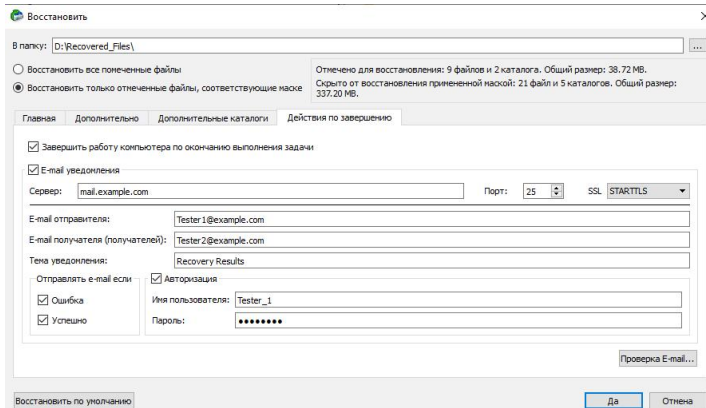 Восстановить
В папку: D:\Recovered_Files\ ...
Восстановить все помеченные файлы
Восстановить только отмеченные файлы, соответствующие маске
Отмечено для восстановления: 9 файлов и 2 каталога. Общий размер: 38.72 MB.
Скрыто от восстановления примененной маской: 21 файл и 5 каталогов. Общий размер:
337.20 MB.
Главная Дополнительно Дополнительные каталоги Действия по завершению
Завершить работу компьютера по окончанию выполнения задачи
E-mail уведомления
Сервер: mail.example.com Порт: 25 SSL STARTTLS
E-mail отправителя: Tester1@example.com
E-mail получателя (получателей): Tester2@example.com
Тема уведомления: Recovery Results
Отправлять e-mail если Авторизация
Ошибка Имя пользователя: Tester_1
Успешно Пароль: ●●●●●●●●
Проверка E-mail...
Восстановить по умолчанию Да Отмена